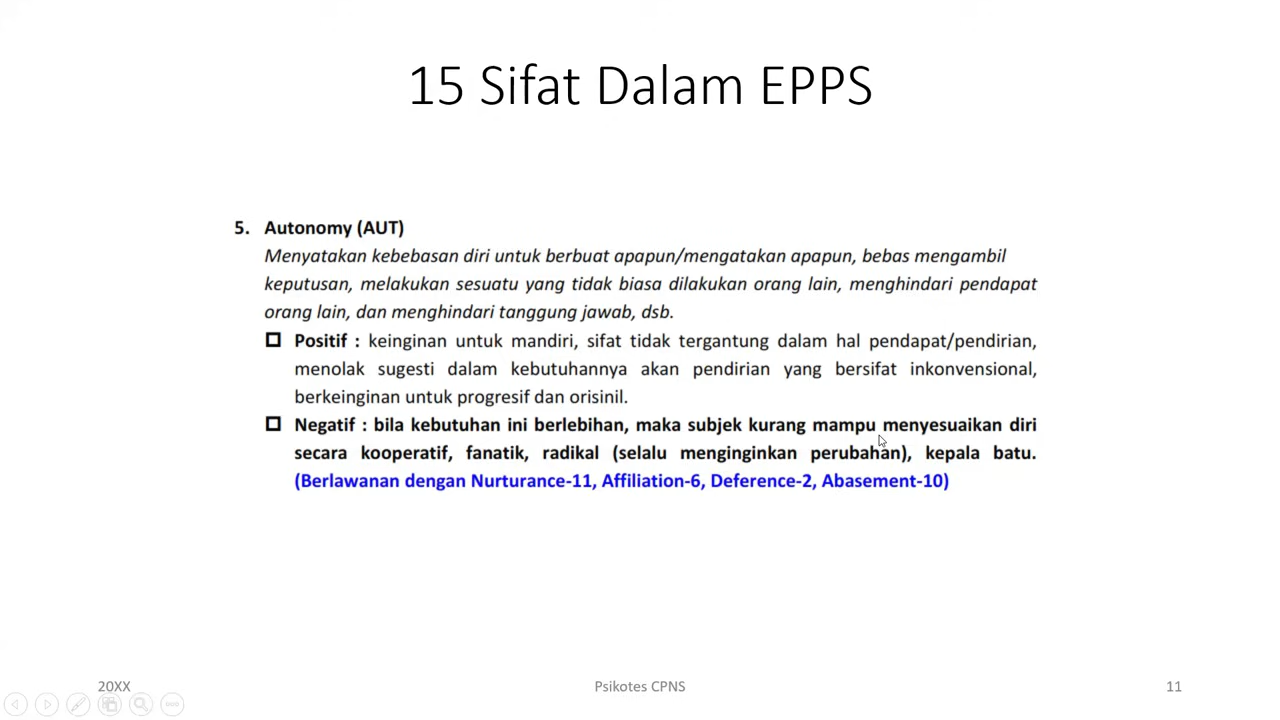 15 Sifat Dalam EPPS
5. Autonomy (AUT)
Menyatakan kebebasan diri untuk berbuat apapun/mengatakan apapun, bebas mengambil
keputusan, melakukan sesuatu yang tidak biasa dilakukan orang lain, menghindari pendapat
orang lain, dan menghindari tanggung jawab, dsb.
Positif : keinginan untuk mandiri, sifat tidak tergantung dalam hal pendapat/pendirian,
menolak sugesti dalam kebutuhannya akan pendirian yang bersifat inkonvensional,
berkeinginan untuk progresif dan orisinil.
Negatif : bila kebutuhan ini berlebihan, maka subjek kurang mampu menyesuaikan diri
secara kooperatif, fanatik, radikal (selalu menginginkan perubahan), kepala batu.
(Berlawanan dengan Nurturance-11, Affiliation-6, Deference-2, Abasement-10)
20XX
Psikotes CPNS
11